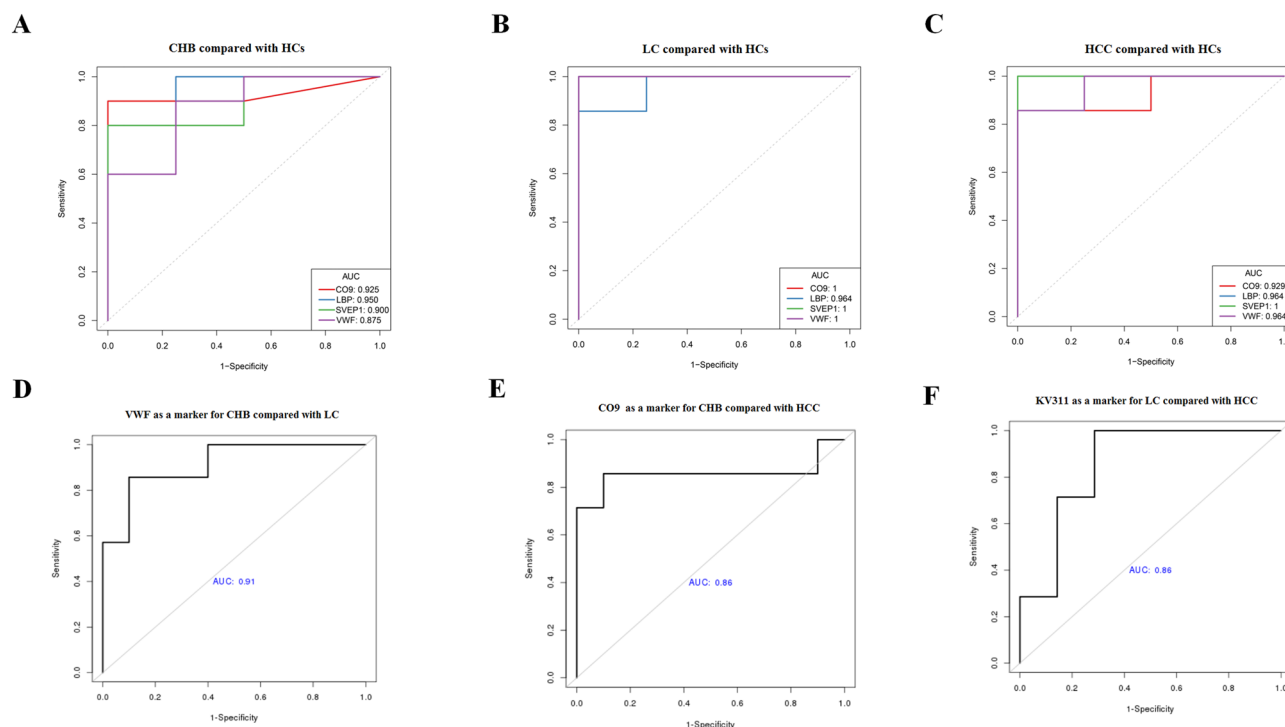 A
CHB compared with HCs
Sensitivity
1.0
0.8
0.6
0.4
0.2
0.0
0.0 0.2 0.4 0.6 0.8 1.0
1-Specificity
AUC
CO9: 0.925
LBP: 0.950
SVEP1: 0.900
VWF: 0.875
B
LC compared with HCs
Sensitivity
1.0
0.8
0.6
0.4
0.2
0.0
0.0 0.2 0.4 0.6 0.8 1.0
1-Specificity
AUC
CO9: 1
LBP: 0.964
SVEP1: 1
VWF: 1
C
HCC compared with HCs
Sensitivity
1.0
0.8
0.6
0.4
0.2
0.0
0.0 0.2 0.4 0.6 0.8 1.0
1-Specificity
AUC
CO9: 0.929
LBP: 0.964
SVEP1: 1
VWF: 0.964
D
VWF as a marker for CHB compared with LC
Sensitivity
1.0
0.8
0.6
0.4
0.2
0.0
AUC: 0.91
0.0 0.2 0.4 0.6 0.8 1.0
1-Specificity
E
CO9 as a marker for CHB compared with HCC
Sensitivity
1.0
0.8
0.6
0.4
0.2
0.0
AUC: 0.86
0.0 0.2 0.4 0.6 0.8 1.0
1-Specificity
F
KV311 as a marker for LC compared with HCC
Sensitivity
1.0
0.8
0.6
0.4
0.2
0.0
AUC: 0.86
0.0 0.2 0.4 0.6 0.8 1.0
1-Specificity